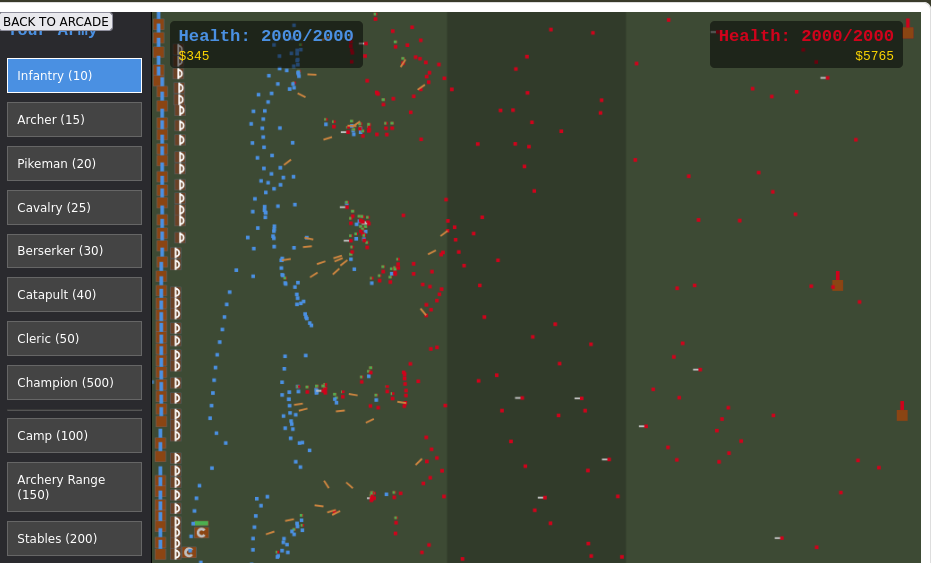 BACK TO ARCADE
Your Army
Infantry (10)
Archer (15)
Pikeman (20)
Cavalry (25)
Berserker (30)
Catapult (40)
Cleric (50)
Champion (500)
Camp (100)
Archery Range
(150)
Stables (200)
Health: 2000/2000
$345
Health: 2000/2000
$5765
C
C